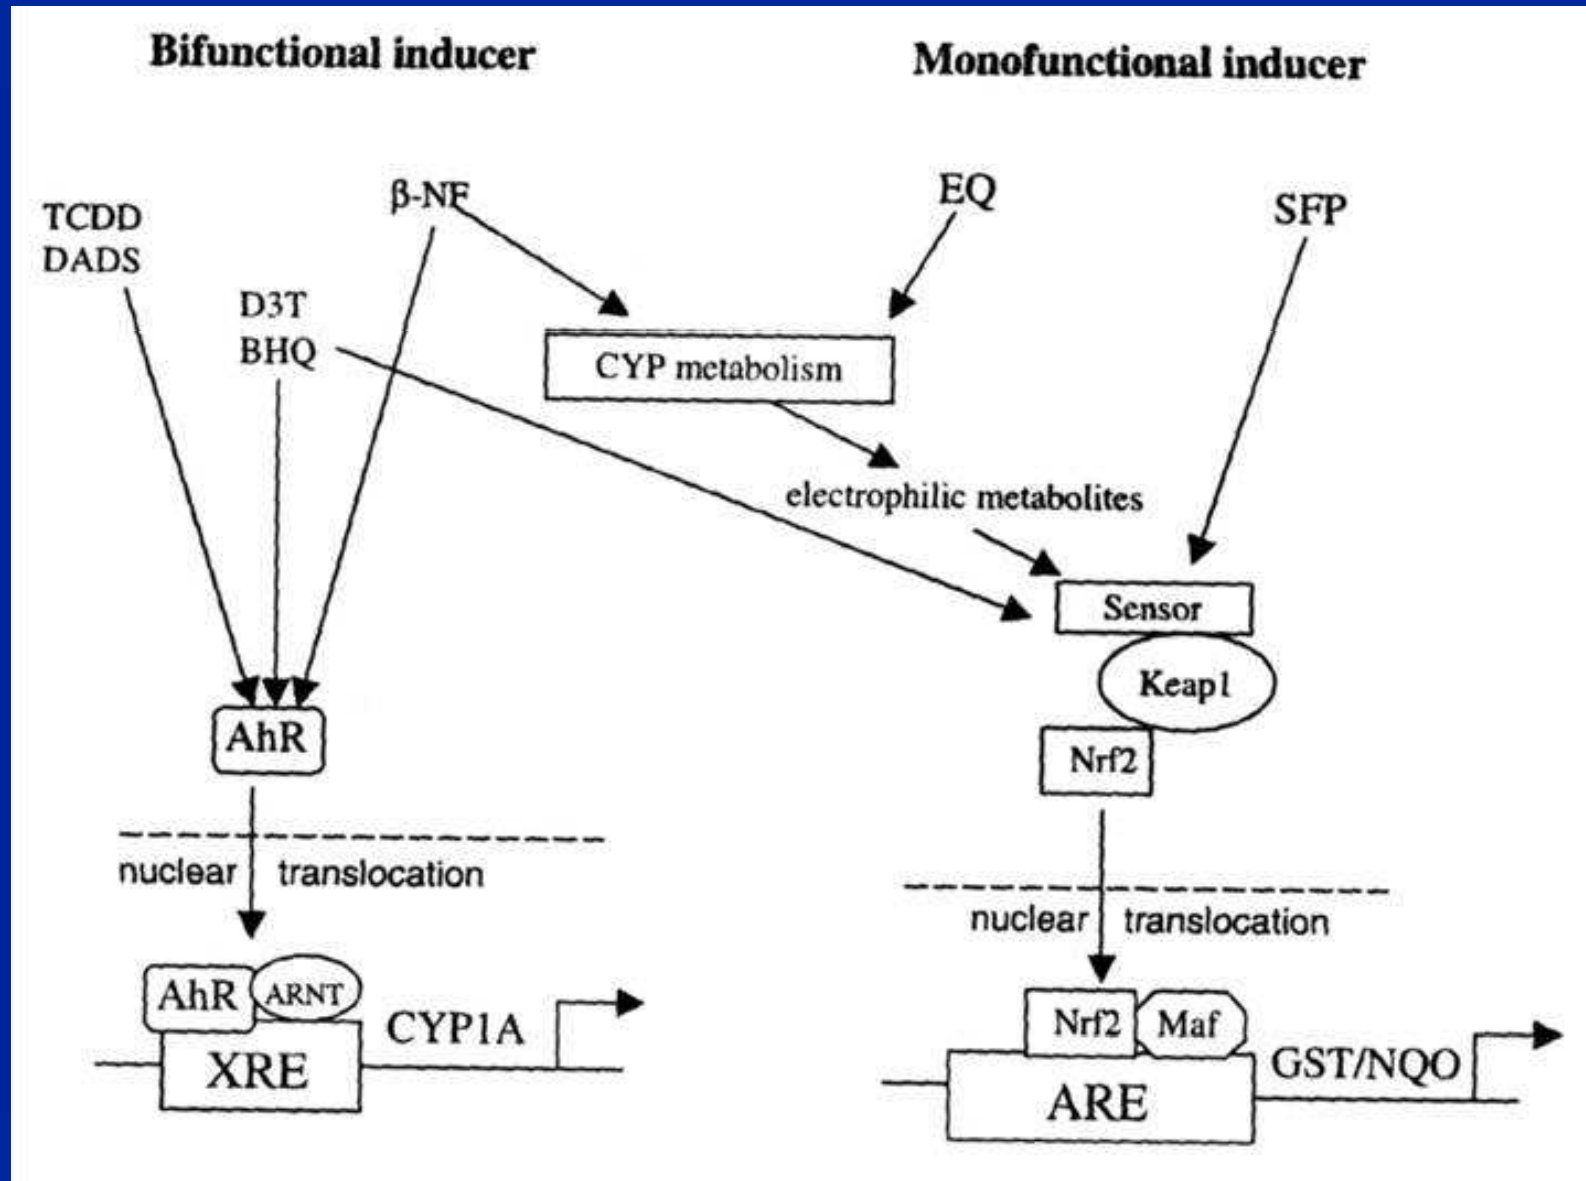 Bifunctional inducer
Monofunctional inducer
TCDD
DADS
β-NF
EQ
SFP
D3T
BHQ
CYP metabolism
electrophilic metabolites
Sensor
Keap1
Nrf2
AhR
nuclear translocation
nuclear translocation
AhR
ARNT
CYP1A
XRE
Nrf2
Maf
GST/NQO
ARE